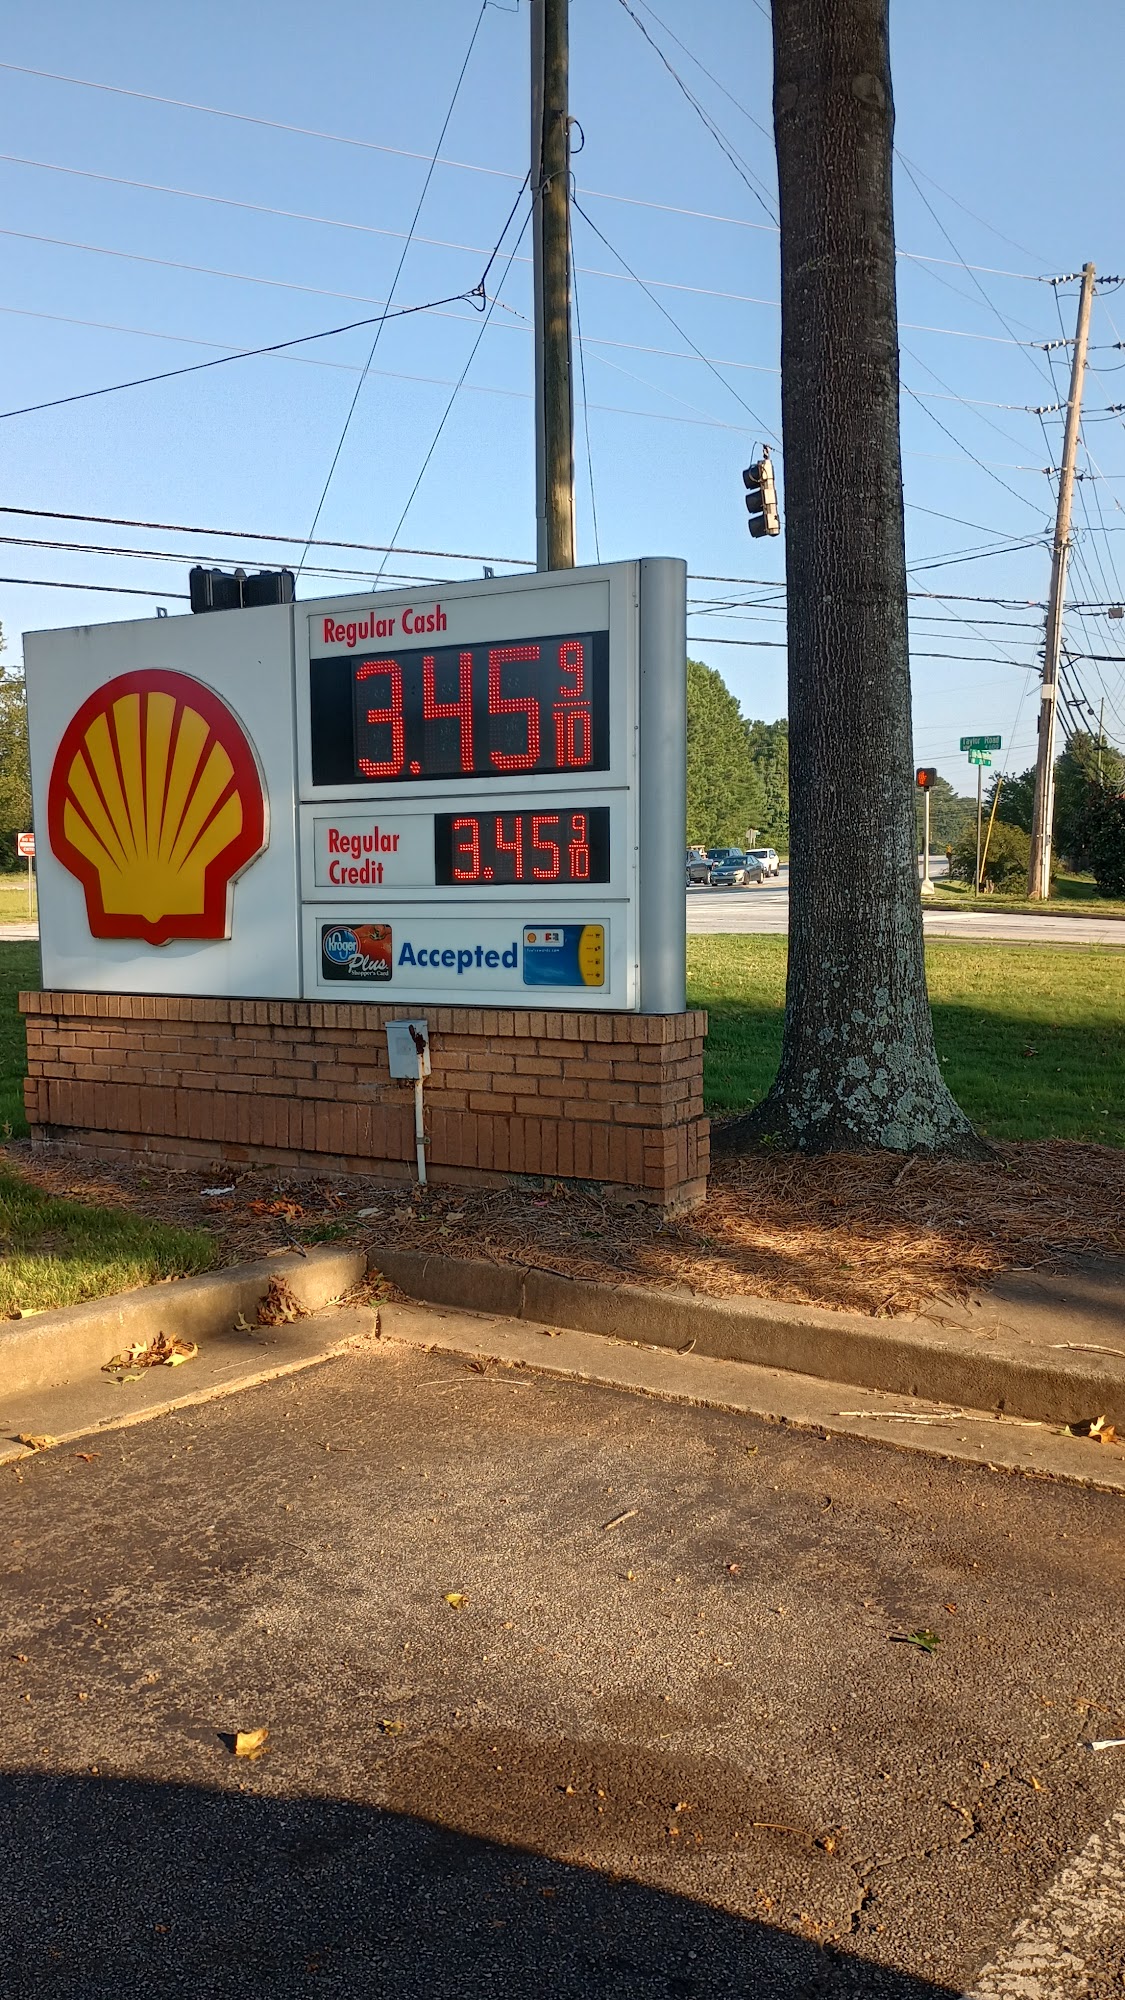 Regular Cash
3.45 9/10
Regular
Credit
3.45 9/10
Kroger
Plus
Shopper's Card
Accepted
Taylor Road